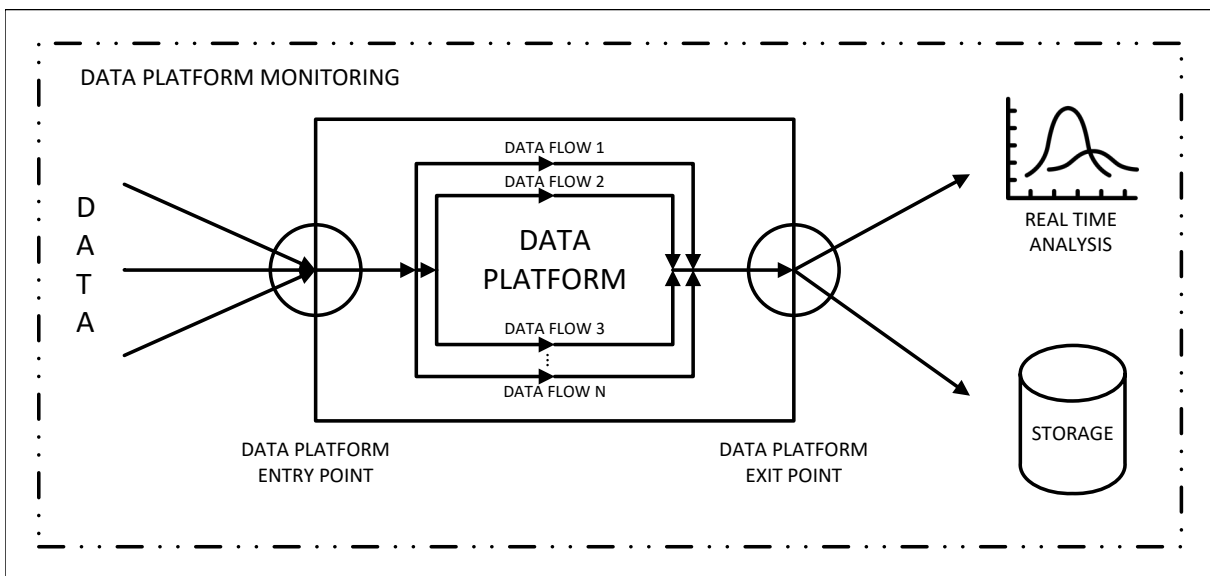 DATA PLATFORM MONITORING
D
A
T
A
DATA FLOW 1
DATA FLOW 2
DATA
PLATFORM
DATA FLOW 3
DATA FLOW N
DATA PLATFORM
ENTRY POINT
DATA PLATFORM
EXIT POINT
REAL TIME
ANALYSIS
STORAGE